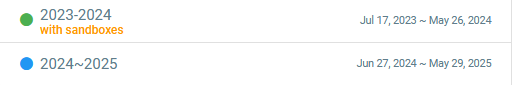 2023-2024
with sandboxes
Jul 17, 2023 ~ May 26, 2024
2024~2025
Jun 27, 2024 ~ May 29, 2025